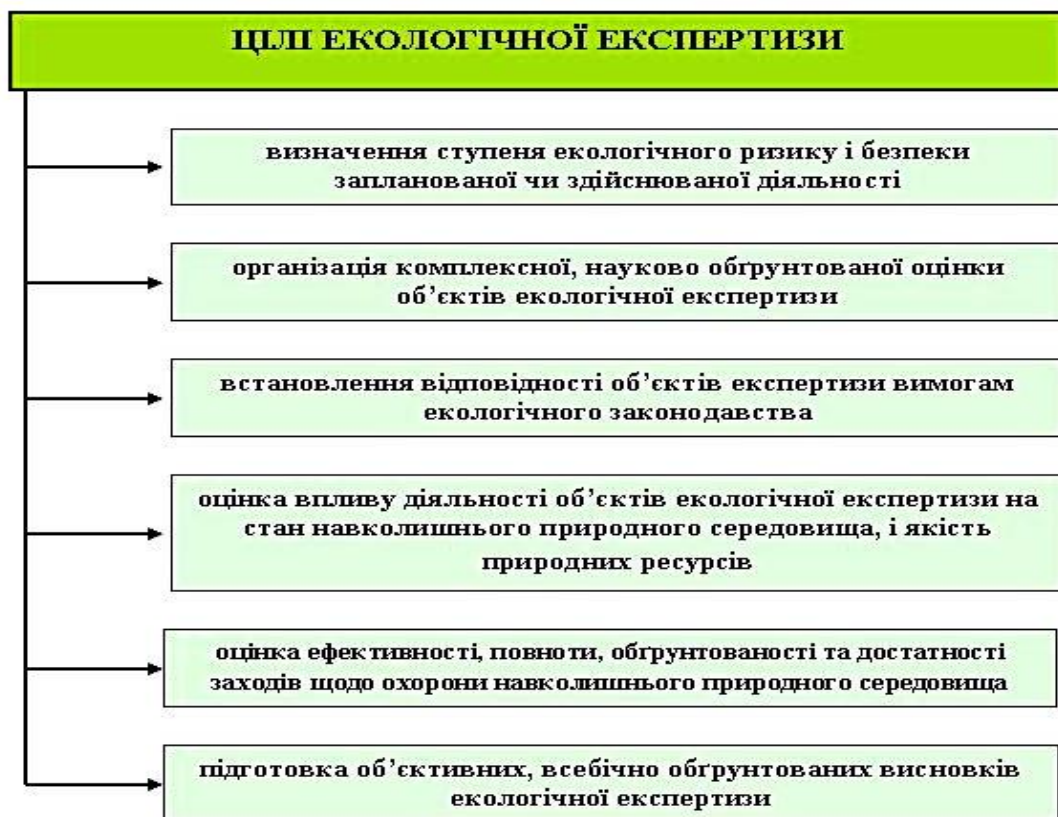 ЦІЛІ ЕКОЛОГІЧНОЇ ЕКСПЕРТИЗИ
визначення ступеня екологічного ризику і безпеки
запланованої чи здійснюваної діяльності
організація комплексної, науково обґрунтованої оцінки
об’єктів екологічної експертизи
встановлення відповідності об’єктів експертизи вимогам
екологічного законодавства
оцінка впливу діяльності об’єктів екологічної експертизи на
стан навколишнього природного середовища, і якість
природних ресурсів
оцінка ефективності, повноти, обґрунтованості та достатності
заходів щодо охорони навколишнього природного середовища
підготовка об’єктивних, всебічно обґрунтованих висновків
екологічної експертизи